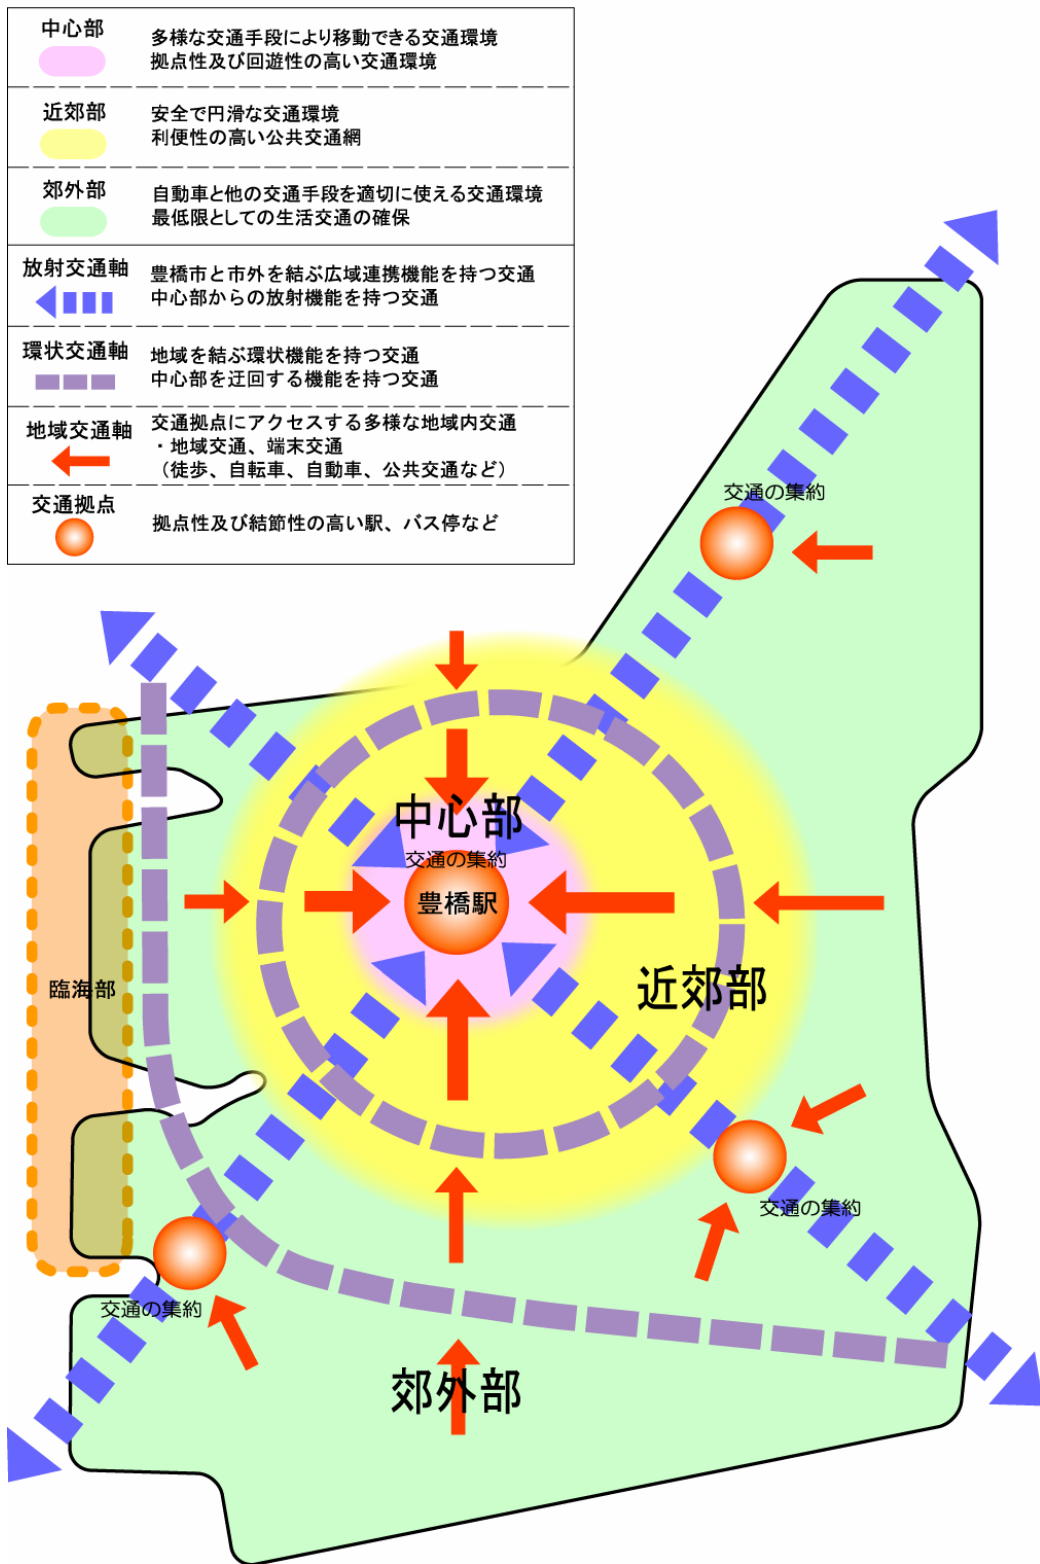 中心部
多様な交通手段により移動できる交通環境
拠点性及び回遊性の高い交通環境
近郊部
安全で円滑な交通環境
利便性の高い公共交通網
郊外部
自動車と他の交通手段を適切に使える交通環境
最低限としての生活交通の確保
放射交通軸
豊橋市と市外を結ぶ広域連携機能を持つ交通
中心部からの放射機能を持つ交通
環状交通軸
地域を結ぶ環状機能を持つ交通
中心部を迂回する機能を持つ交通
地域交通軸
交通拠点にアクセスする多様な地域内交通
・地域交通、端末交通
（徒歩、自転車、自動車、公共交通など）
交通拠点
拠点性及び結節性の高い駅、バス停など
交通の集約
中心部
交通の集約
豊橋駅
近郊部
臨海部
交通の集約
交通の集約
郊外部